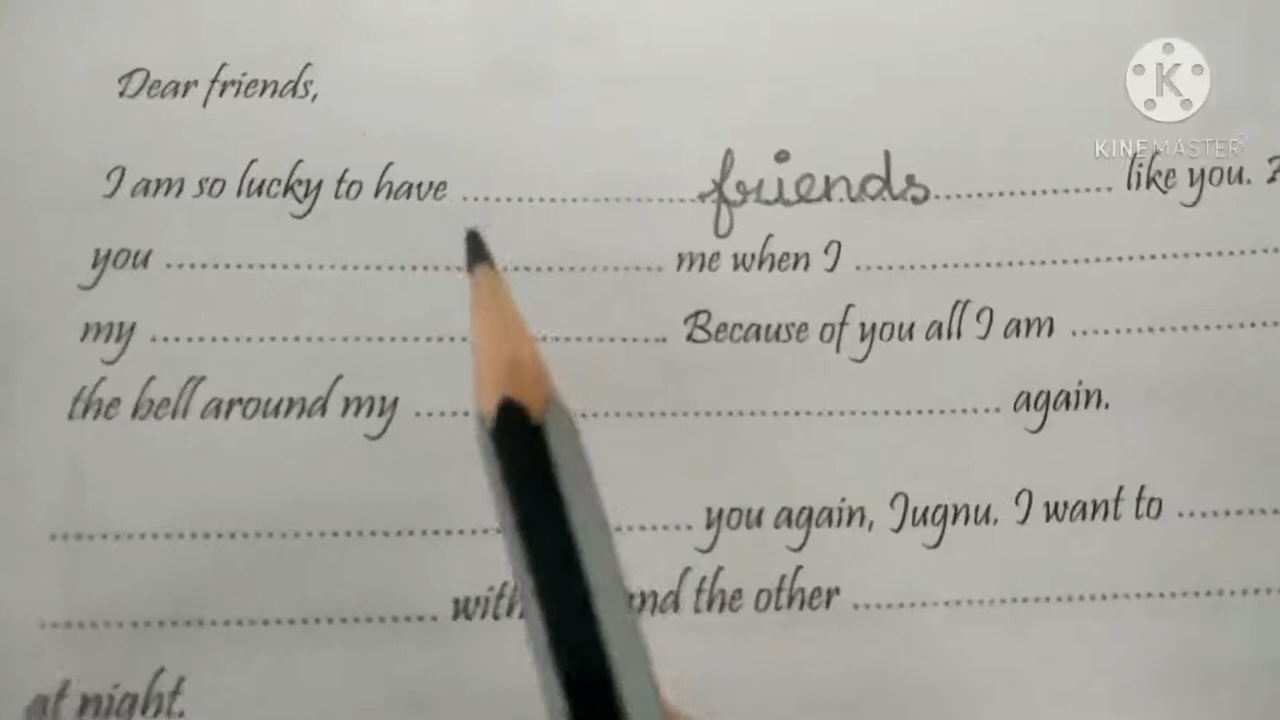 Dear friends,
K
KINEMASTER
I am so lucky to have .......................... friends .................. like you.
you .................................................. me when I ..........................................
my .................................................. Because of you all I am .....................
the bell around my .................................................. again.
.................................................. you again, Jugnu. I want to ..........
........................................ with the other ..........................................
at night.